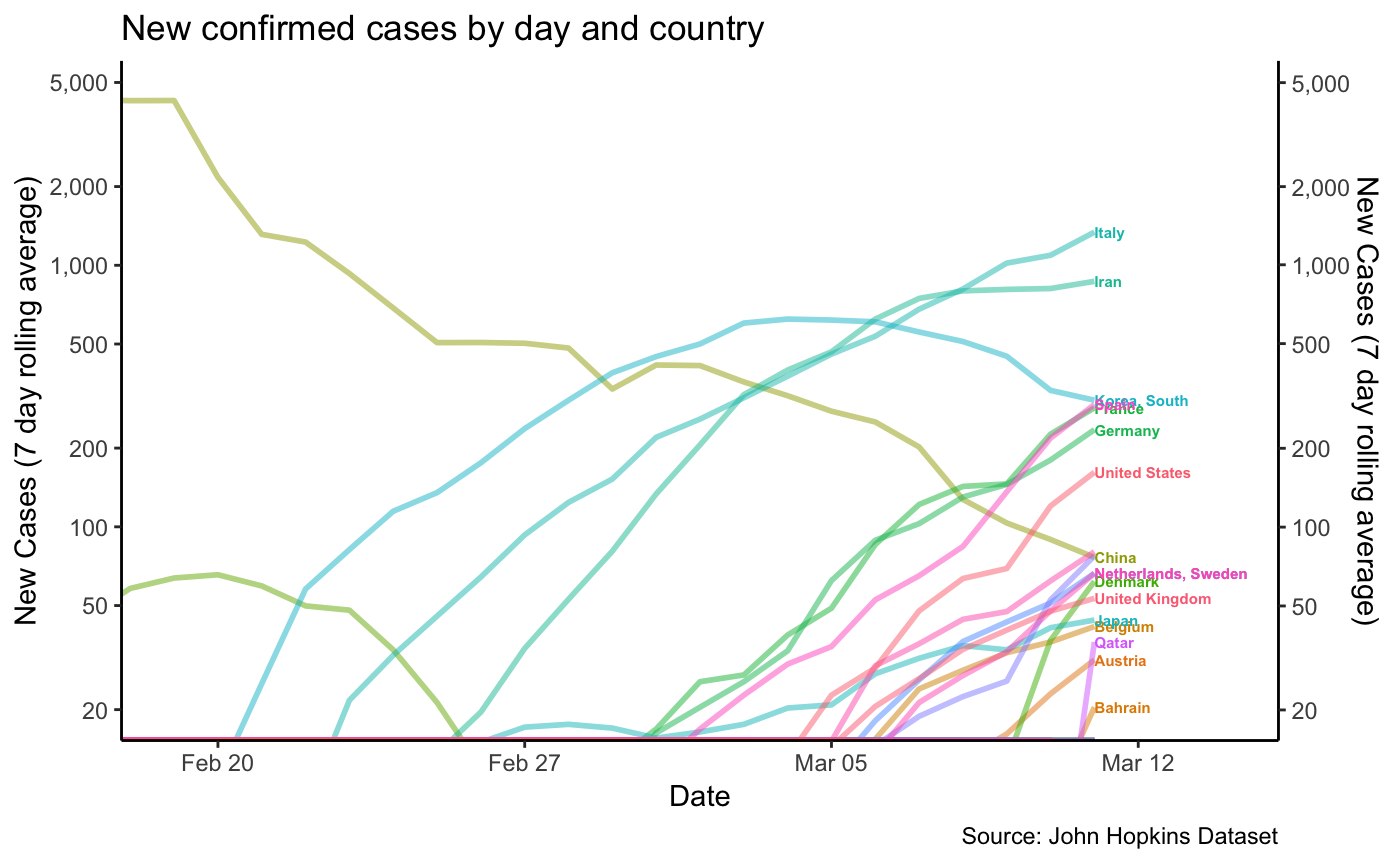 New confirmed cases by day and country
5,000
2,000
1,000
500
200
100
50
20
New Cases (7 day rolling average)
Italy
Iran
Korea, South
France
Germany
United States
China
Netherlands, Sweden
Denmark
United Kingdom
Japan
Belgium
Qatar
Austria
Bahrain
5,000
2,000
1,000
500
200
100
50
20
New Cases (7 day rolling average)
Feb 20
Feb 27
Mar 05
Mar 12
Date
Source: John Hopkins Dataset